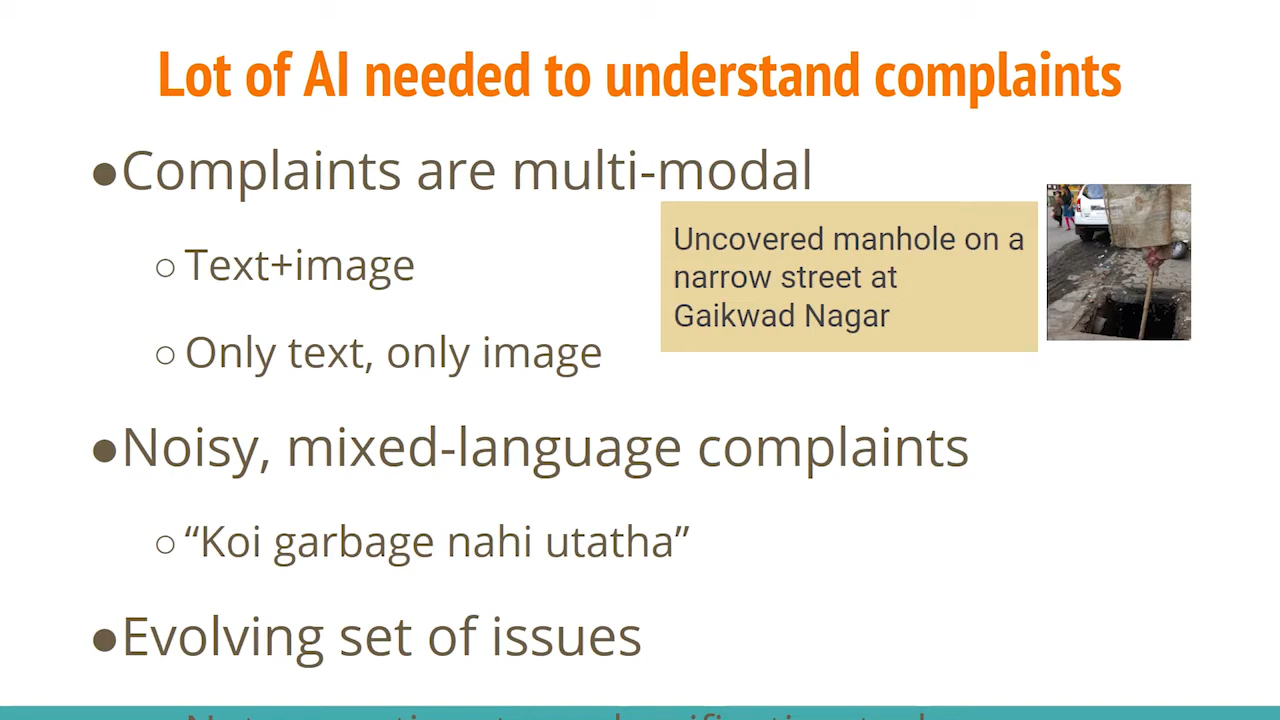 Lot of AI needed to understand complaints
●Complaints are multi-modal
○Text+image
Uncovered manhole on a
narrow street at
Gaikwad Nagar
○Only text, only image
●Noisy, mixed-language complaints
○“Koi garbage nahi utatha”
●Evolving set of issues